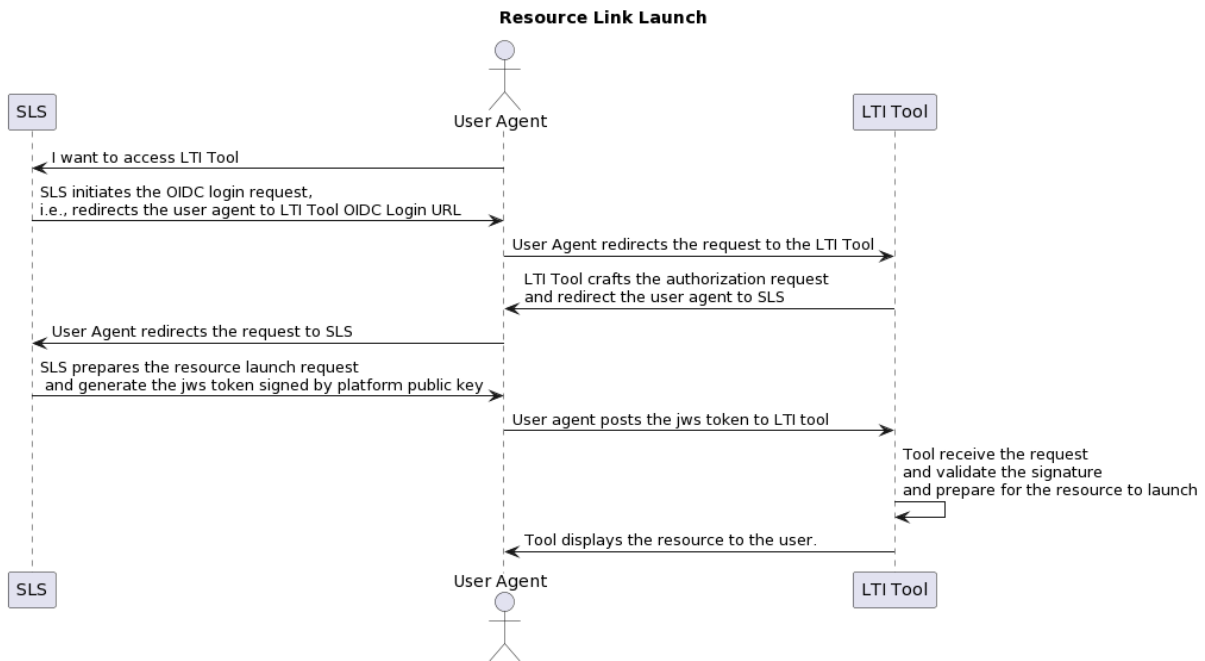 Resource Link Launch
SLS
User Agent
LTI Tool
I want to access LTI Tool
SLS initiates the OIDC login request,
i.e., redirects the user agent to LTI Tool OIDC Login URL
User Agent redirects the request to the LTI Tool
LTI Tool crafts the authorization request
and redirect the user agent to SLS
User Agent redirects the request to SLS
SLS prepares the resource launch request
and generate the jws token signed by platform public key
User agent posts the jws token to LTI tool
Tool receive the request
and validate the signature
and prepare for the resource to launch
Tool displays the resource to the user.
SLS
User Agent
LTI Tool